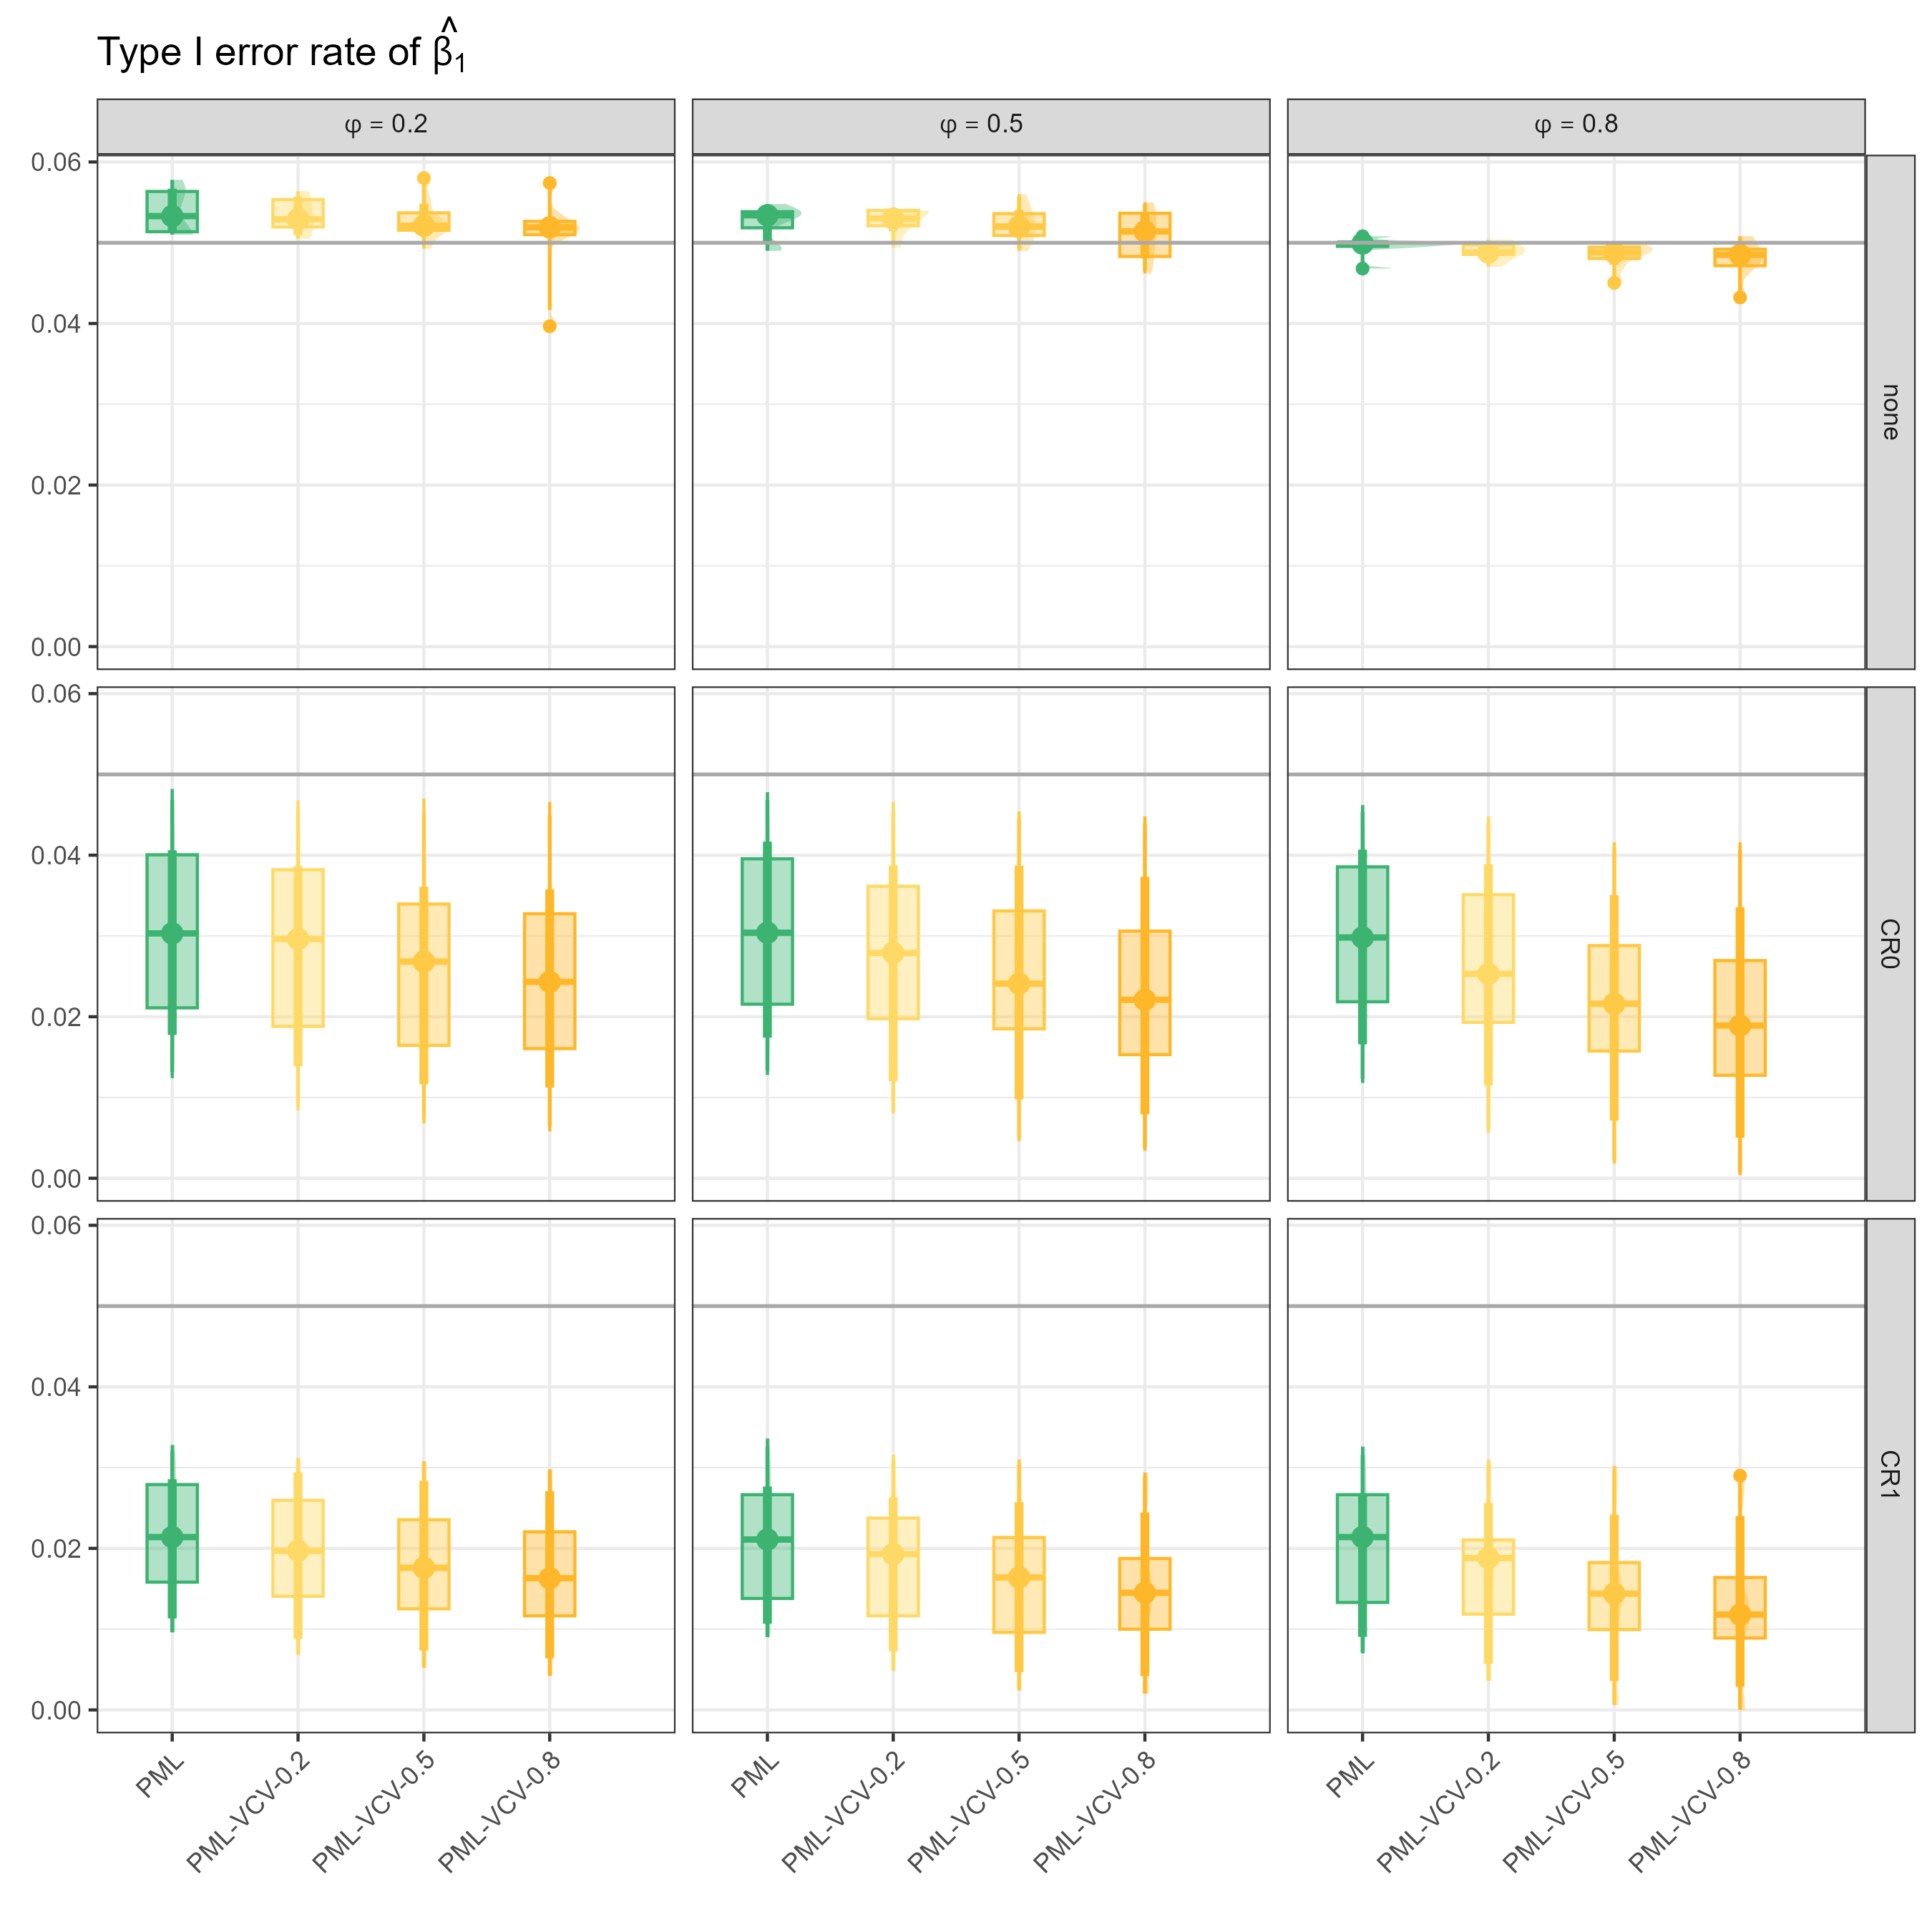 Type I error rate of β̂₁
φ = 0.2
φ = 0.5
φ = 0.8
0.06
0.04
0.02
0.00
none
0.06
0.04
0.02
0.00
CR0
0.06
0.04
0.02
0.00
CR1
PML
PML-VCV-0.2
PML-VCV-0.5
PML-VCV-0.8
PML
PML-VCV-0.2
PML-VCV-0.5
PML-VCV-0.8
PML
PML-VCV-0.2
PML-VCV-0.5
PML-VCV-0.8